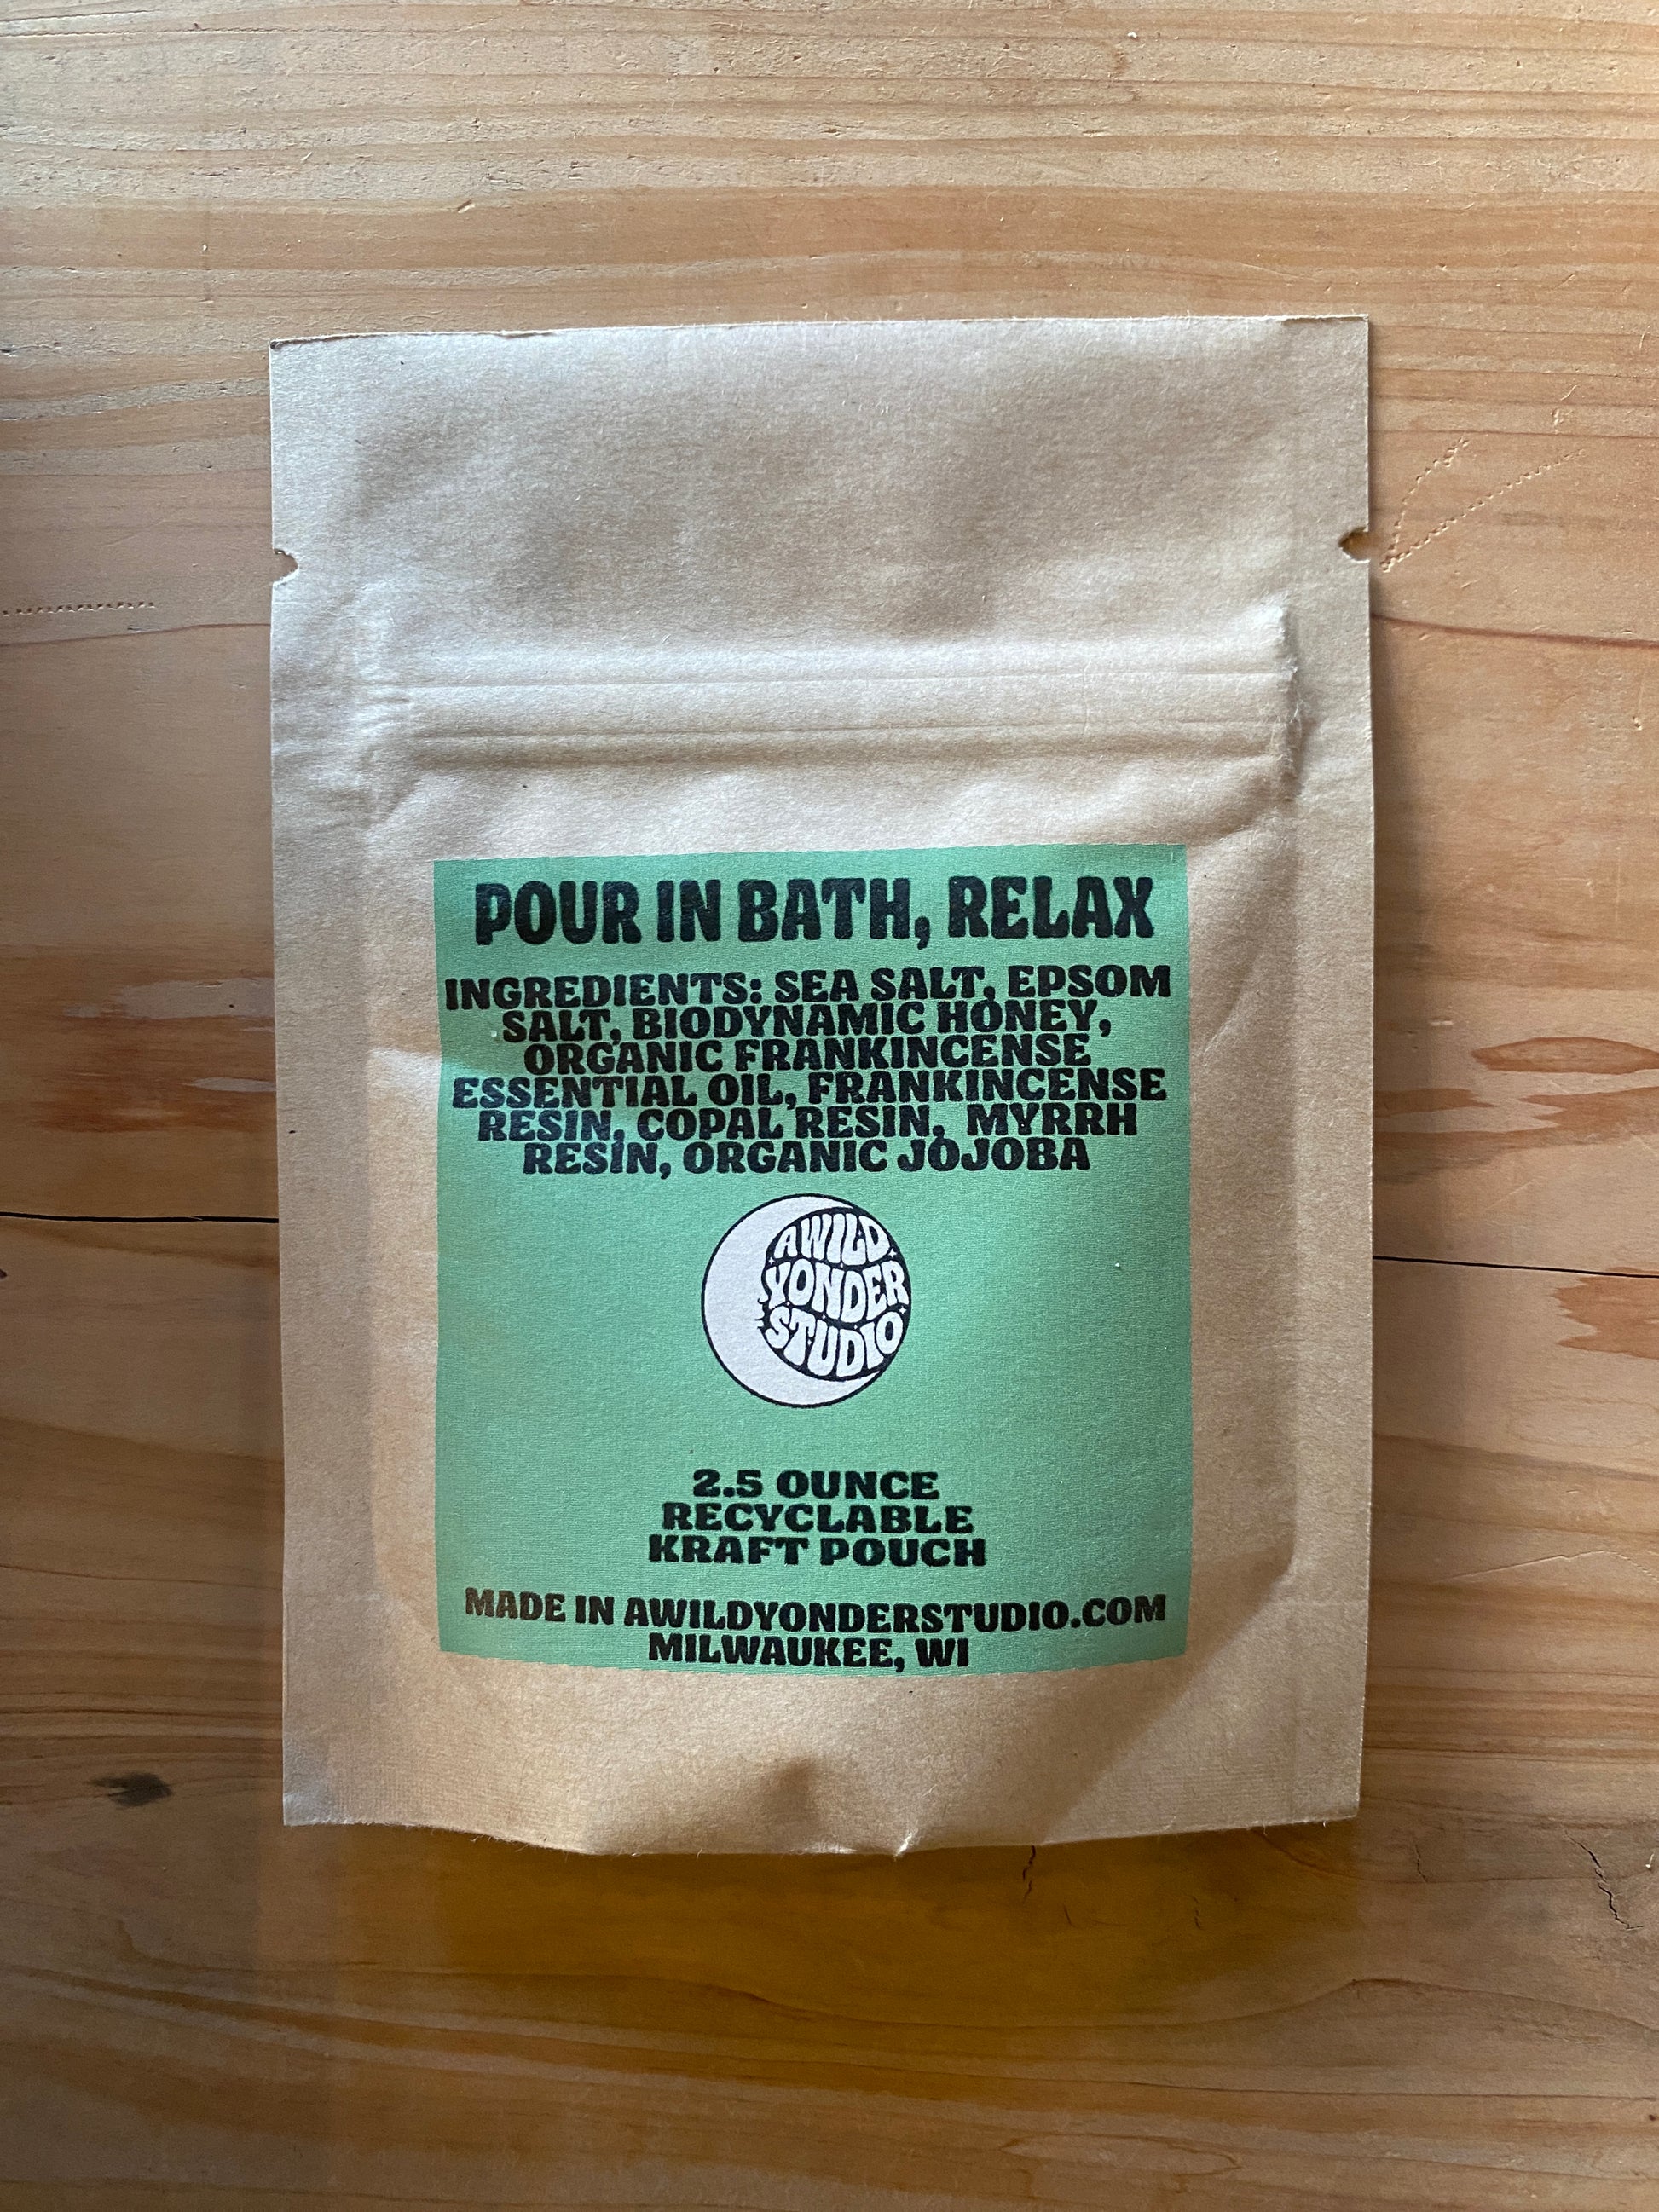 POUR IN BATH, RELAX
INGREDIENTS: SEA SALT, EPSOM
SALT, BIODYNAMIC HONEY,
ORGANIC FRANKINCENSE
ESSENTIAL OIL, FRANKINCENSE
RESIN, COPAL RESIN, MYRRH
RESIN, ORGANIC JOJOBA
A WILD
YONDER
STUDIO
2.5 OUNCE
RECYCLABLE
KRAFT POUCH
MADE IN AWILDYONDERSTUDIO.COM
MILWAUKEE, WI